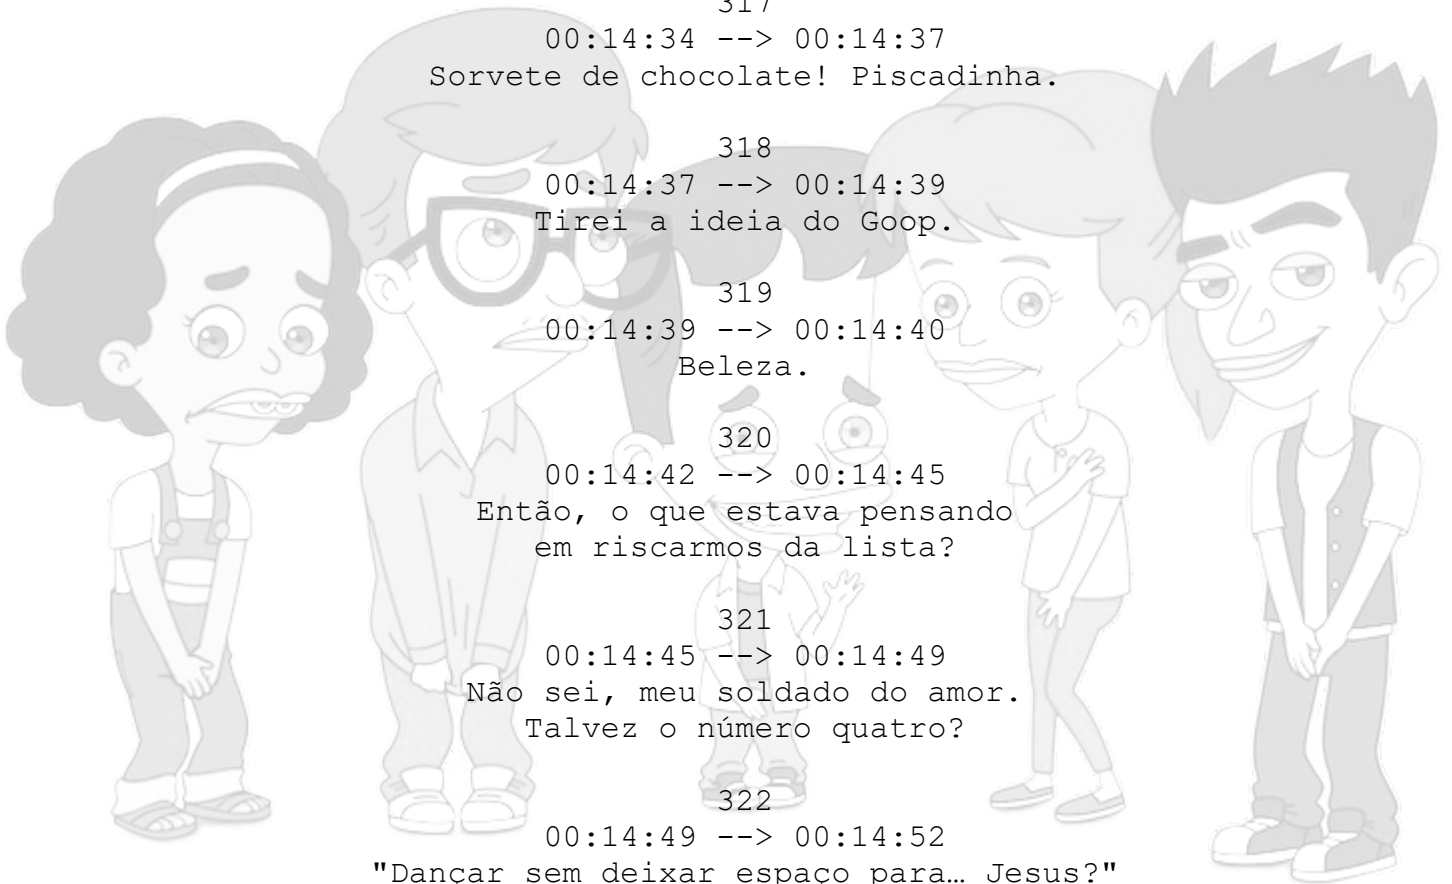 317
00:14:34 --> 00:14:37
Sorvete de chocolate! Piscadinha.
318
00:14:37 --> 00:14:39
Tirei a ideia do Goop.
319
00:14:39 --> 00:14:40
Beleza.
320
00:14:42 --> 00:14:45
Então, o que estava pensando
em riscarmos da lista?
321
00:14:45 --> 00:14:49
Não sei, meu soldado do amor.
Talvez o número quatro?
322
00:14:49 --> 00:14:52
"Dançar sem deixar espaço para… Jesus?"